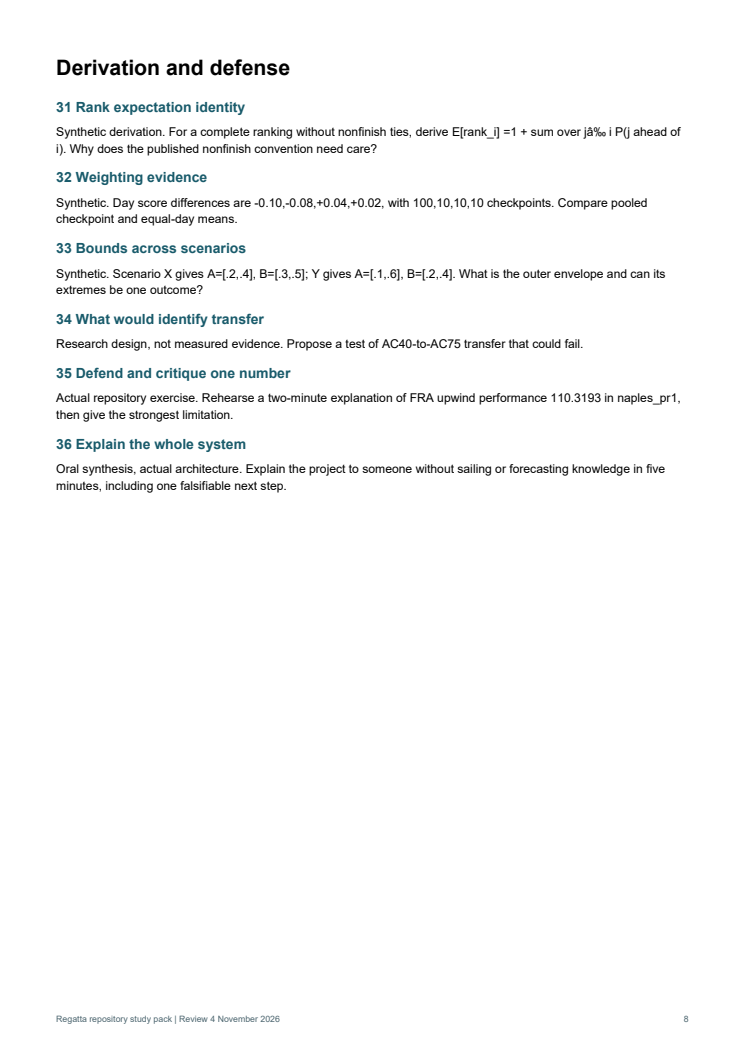 Derivation and defense
31 Rank expectation identity
Synthetic derivation. For a complete ranking without nonfinish ties, derive E[rank_i] =1 + sum over jâ‰ i P(j ahead of
i). Why does the published nonfinish convention need care?
32 Weighting evidence
Synthetic. Day score differences are -0.10,-0.08,+0.04,+0.02, with 100,10,10,10 checkpoints. Compare pooled
checkpoint and equal-day means.
33 Bounds across scenarios
Synthetic. Scenario X gives A=[.2,.4], B=[.3,.5]; Y gives A=[.1,.6], B=[.2,.4]. What is the outer envelope and can its
extremes be one outcome?
34 What would identify transfer
Research design, not measured evidence. Propose a test of AC40-to-AC75 transfer that could fail.
35 Defend and critique one number
Actual repository exercise. Rehearse a two-minute explanation of FRA upwind performance 110.3193 in naples_pr1,
then give the strongest limitation.
36 Explain the whole system
Oral synthesis, actual architecture. Explain the project to someone without sailing or forecasting knowledge in five
minutes, including one falsifiable next step.
Regatta repository study pack | Review 4 November 2026
8